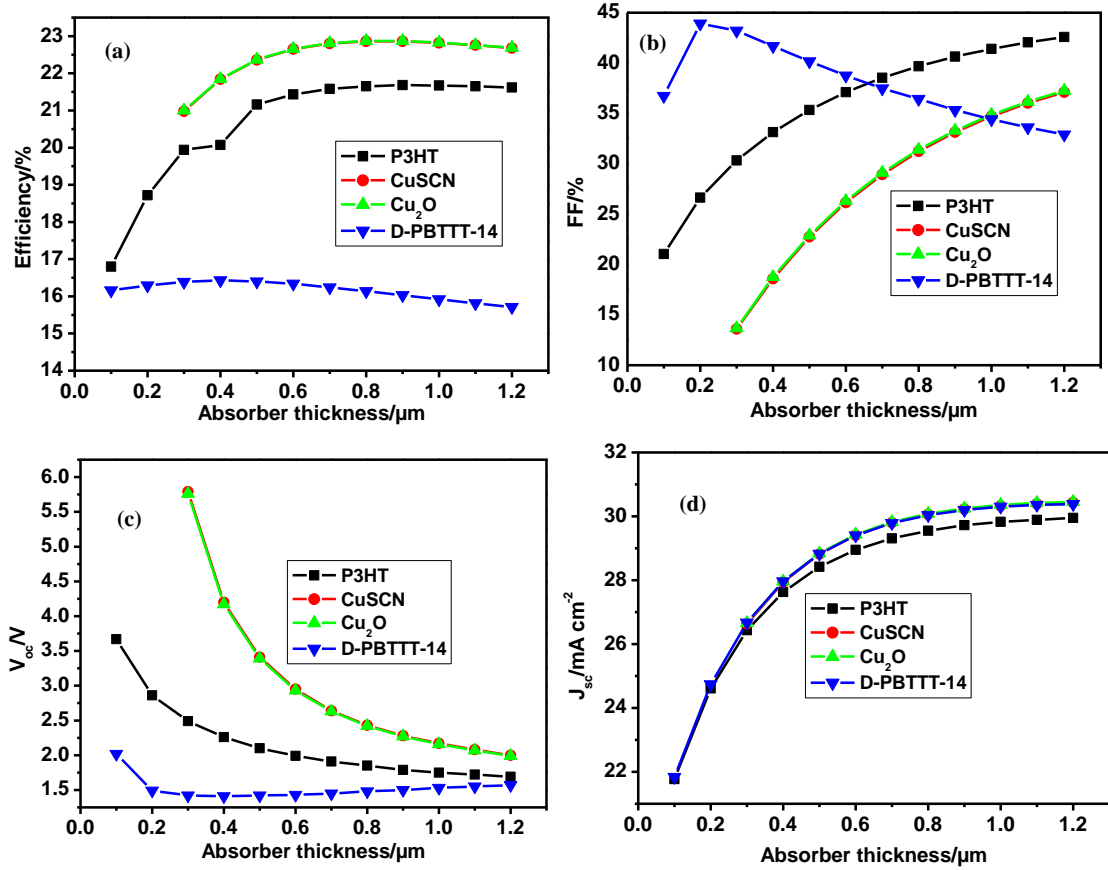 (a)
Efficiency/%
23
22
21
20
19
18
17
16
15
14
0.0 0.2 0.4 0.6 0.8 1.0 1.2
Absorber thickness/µm
P3HT
CuSCN
Cu₂O
D-PBTTT-14
(b)
FF/%
45
40
35
30
25
20
15
10
0.0 0.2 0.4 0.6 0.8 1.0 1.2
Absorber thickness/µm
P3HT
CuSCN
Cu₂O
D-PBTTT-14
(c)
V_oc/V
6.0
5.5
5.0
4.5
4.0
3.5
3.0
2.5
2.0
1.5
0.0 0.2 0.4 0.6 0.8 1.0 1.2
Absorber thickness/µm
P3HT
CuSCN
Cu₂O
D-PBTTT-14
(d)
J_sc/mA cm⁻²
32
30
28
26
24
22
0.0 0.2 0.4 0.6 0.8 1.0 1.2
Absorber thickness/µm
P3HT
CuSCN
Cu₂O
D-PBTTT-14